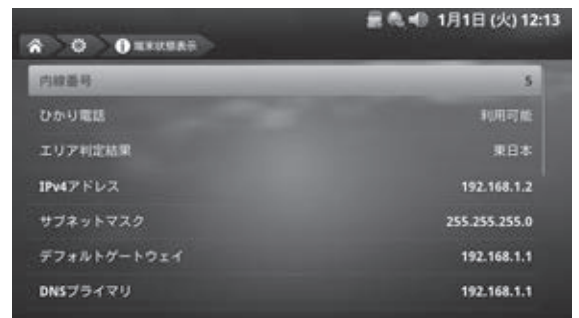 1月1日 (火) 12:13
端末状態表示
内線番号 5
ひかり電話 利用可能
エリア判定結果 東日本
IPv4アドレス 192.168.1.2
サブネットマスク 255.255.255.0
デフォルトゲートウェイ 192.168.1.1
DNSプライマリ 192.168.1.1